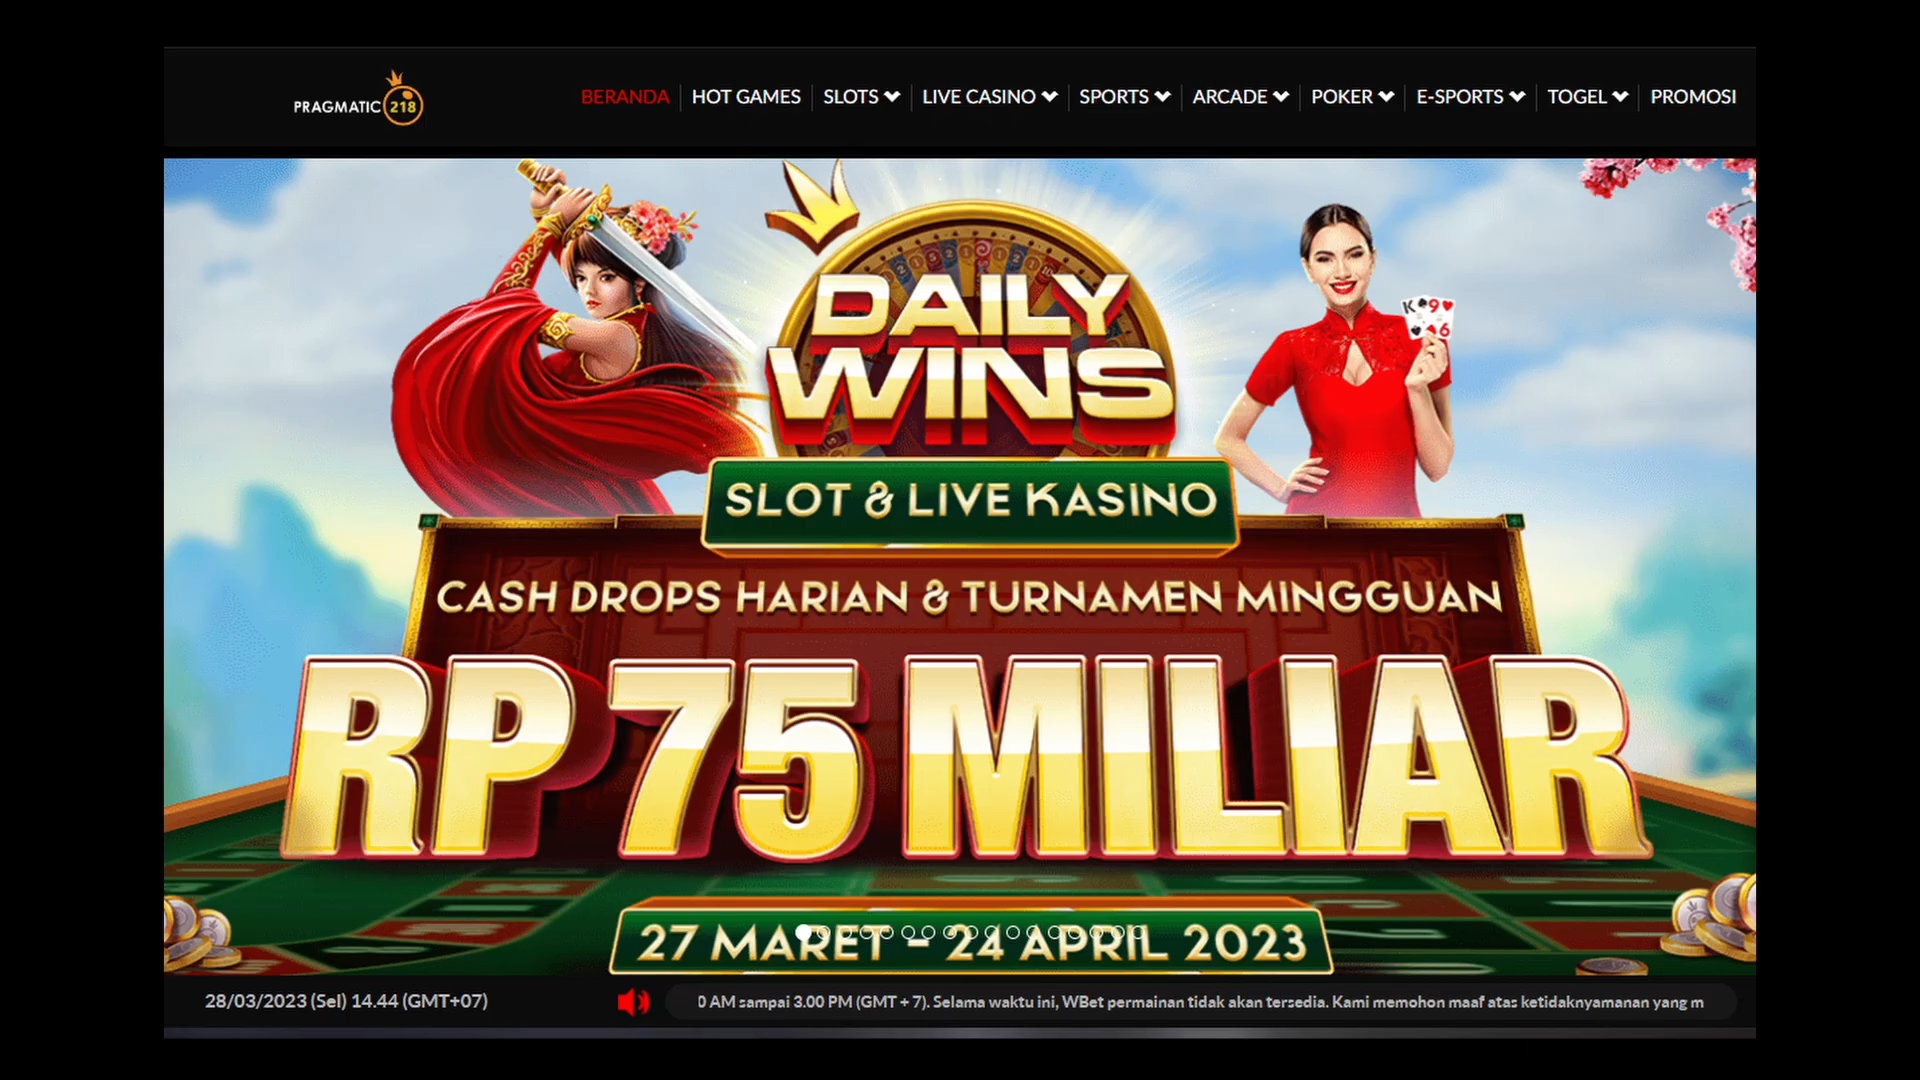 PRAGMATIC 218
BERANDA HOT GAMES SLOTS LIVE CASINO SPORTS ARCADE POKER E-SPORTS TOGEL PROMOSI
DAILY
WINS
K 9
6
SLOT & LIVE KASINO
CASH DROPS HARIAN & TURNAMEN MINGGUAN
RP 75 MILIAR
27 MARET - 24 APRIL 2023
28/03/2023 (Sel) 14.44 (GMT+07)
0 AM sampai 3.00 PM (GMT + 7). Selama waktu ini, WBet permainan tidak akan tersedia. Kami memohon maaf atas ketidaknyamanan yang m